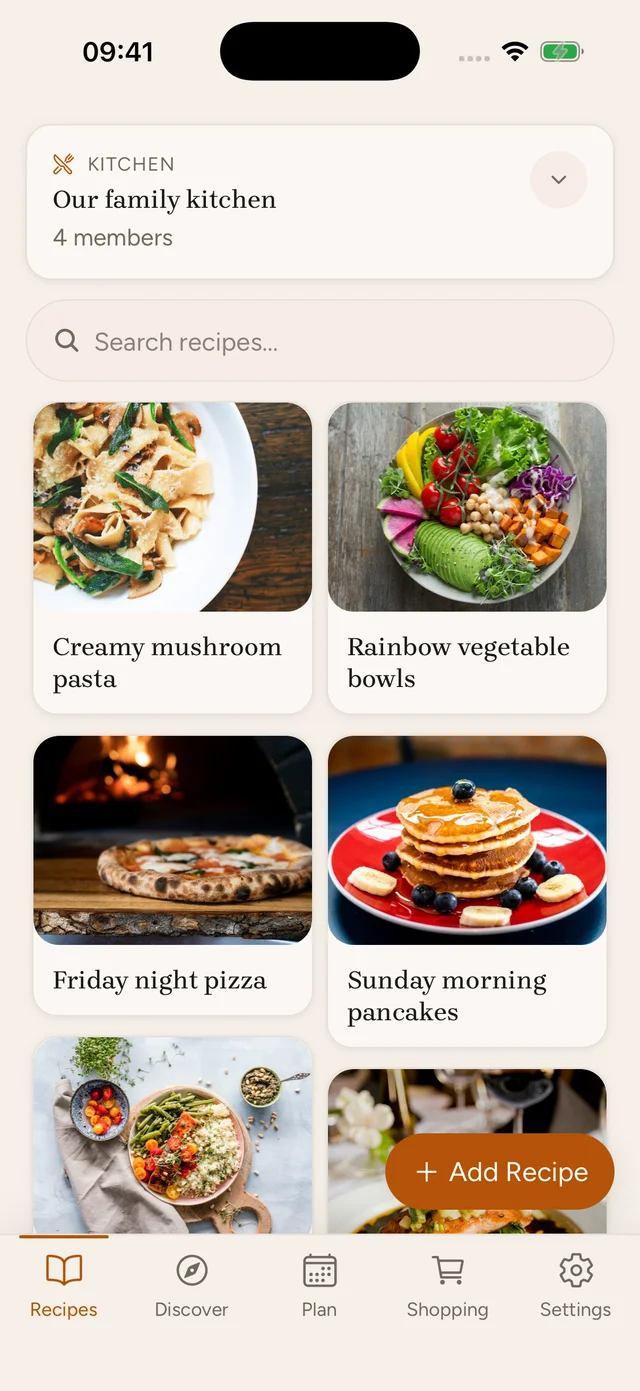 09:41
KITCHEN
Our family kitchen
4 members
Search recipes...
Creamy mushroom
pasta
Rainbow vegetable
bowls
Friday night pizza
Sunday morning
pancakes
+ Add Recipe
Recipes
Discover
Plan
Shopping
Settings